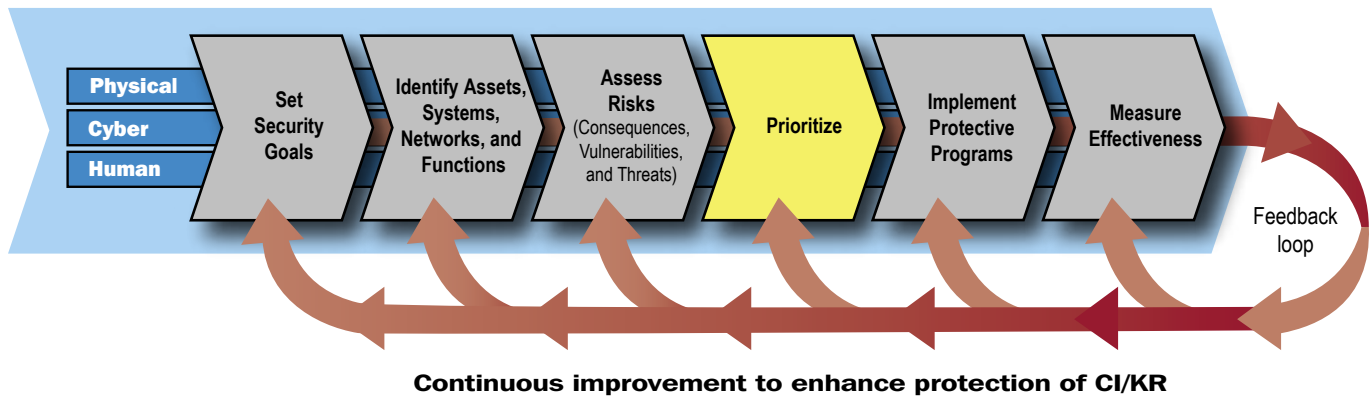 Physical
Cyber
Human
Set
Security
Goals
Identify Assets,
Systems,
Networks, and
Functions
Assess
Risks
(Consequences,
Vulnerabilities,
and Threats)
Prioritize
Implement
Protective
Programs
Measure
Effectiveness
Feedback
loop
Continuous improvement to enhance protection of CI/KR